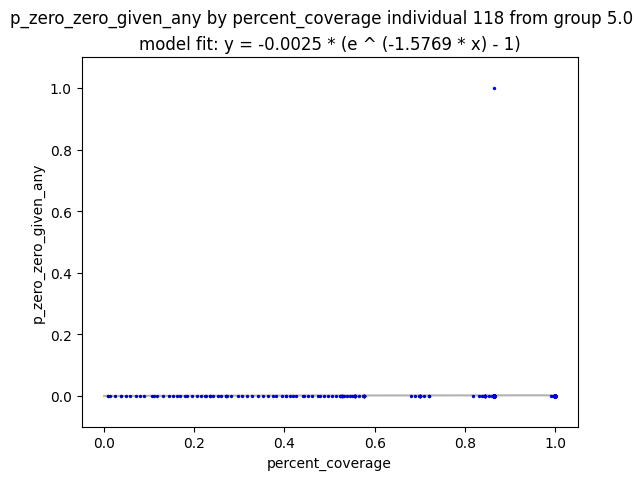 p_zero_zero_given_any by percent_coverage individual 118 from group 5.0
model fit: y = -0.0025 * (e ^ (-1.5769 * x) - 1)
1.0
0.8
0.6
0.4
0.2
0.0
p_zero_zero_given_any
0.0 0.2 0.4 0.6 0.8 1.0
percent_coverage